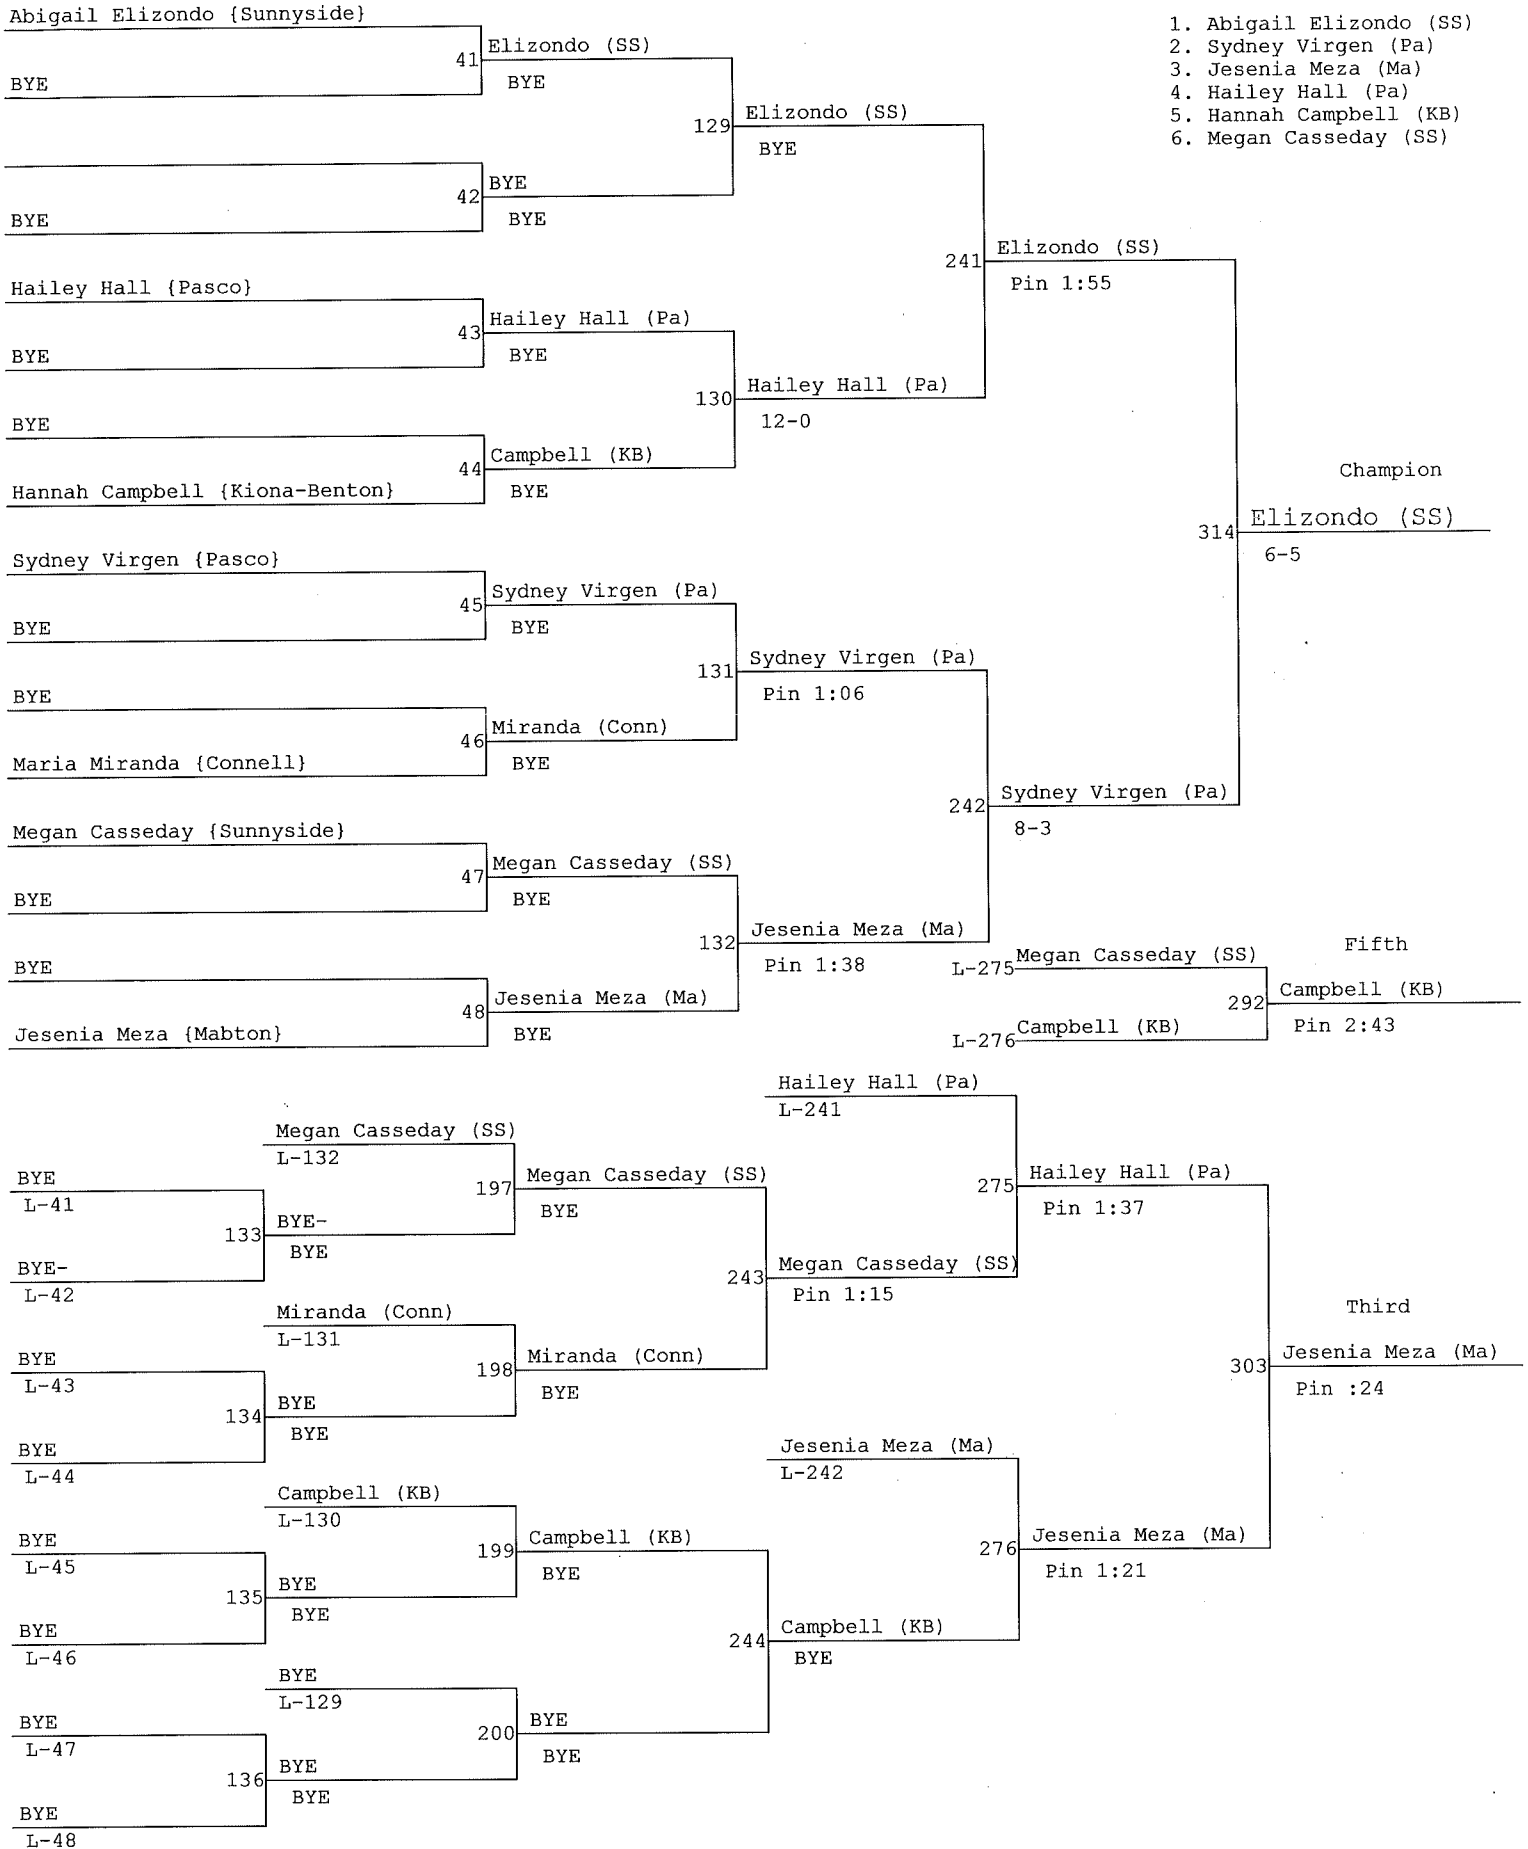 Abigail Elizondo {Sunnyside}
41
Elizondo (SS)
BYE
BYE
129
Elizondo (SS)
BYE
42
BYE
BYE
BYE
241
Elizondo (SS)
Pin 1:55
Hailey Hall {Pasco}
43
Hailey Hall (Pa)
BYE
BYE
130
Hailey Hall (Pa)
12-0
BYE
44
Campbell (KB)
BYE
Hannah Campbell {Kiona-Benton}
1. Abigail Elizondo (SS)
2. Sydney Virgen (Pa)
3. Jesenia Meza (Ma)
4. Hailey Hall (Pa)
5. Hannah Campbell (KB)
6. Megan Casseday (SS)
Champion
314
Elizondo (SS)
6-5
Sydney Virgen {Pasco}
45
Sydney Virgen (Pa)
BYE
BYE
131
Sydney Virgen (Pa)
Pin 1:06
BYE
46
Miranda (Conn)
BYE
Maria Miranda {Connell}
242
Sydney Virgen (Pa)
8-3
Megan Casseday {Sunnyside}
47
Megan Casseday (SS)
BYE
BYE
132
Jesenia Meza (Ma)
Pin 1:38
BYE
48
Jesenia Meza (Ma)
BYE
Jesenia Meza {Mabton}
Fifth
L-275
Megan Casseday (SS)
292
Campbell (KB)
Pin 2:43
L-276
Campbell (KB)
Hailey Hall (Pa)
L-241
Megan Casseday (SS)
L-132
197
Megan Casseday (SS)
BYE
BYE
L-41
133
BYE-
BYE
BYE-
L-42
275
Hailey Hall (Pa)
Pin 1:37
243
Megan Casseday (SS)
Pin 1:15
Miranda (Conn)
L-131
198
Miranda (Conn)
BYE
BYE
L-43
134
BYE
BYE
BYE
L-44
Third
303
Jesenia Meza (Ma)
Pin :24
Jesenia Meza (Ma)
L-242
276
Jesenia Meza (Ma)
Pin 1:21
Campbell (KB)
L-130
199
Campbell (KB)
BYE
BYE
L-45
135
BYE
BYE
BYE
L-46
244
Campbell (KB)
BYE
BYE
L-129
200
BYE
BYE
BYE
L-47
136
BYE
BYE
BYE
L-48